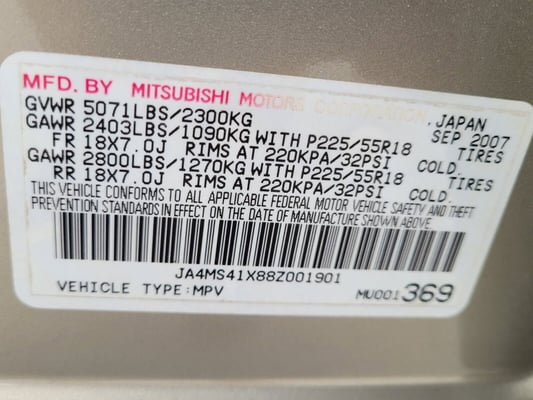 MFD. BY MITSUBISHI MOTORS CORPORATION, JAPAN
GVWR 5071LBS/2300KG SEP 2007
GAWR 2403LBS/1090KG WITH P225/55R18 TIRES
FR 18X7.0J RIMS AT 220KPA/32PSI COLD.
GAWR 2800LBS/1270KG WITH P225/55R18 TIRES
RR 18X7.0J RIMS AT 220KPA/32PSI COLD.
THIS VEHICLE CONFORMS TO ALL APPLICABLE FEDERAL MOTOR VEHICLE SAFETY AND THEFT
PREVENTION STANDARDS IN EFFECT ON THE DATE OF MANUFACTURE SHOWN ABOVE.
JA4MS41X88Z001901
VEHICLE TYPE:MPV MU001369